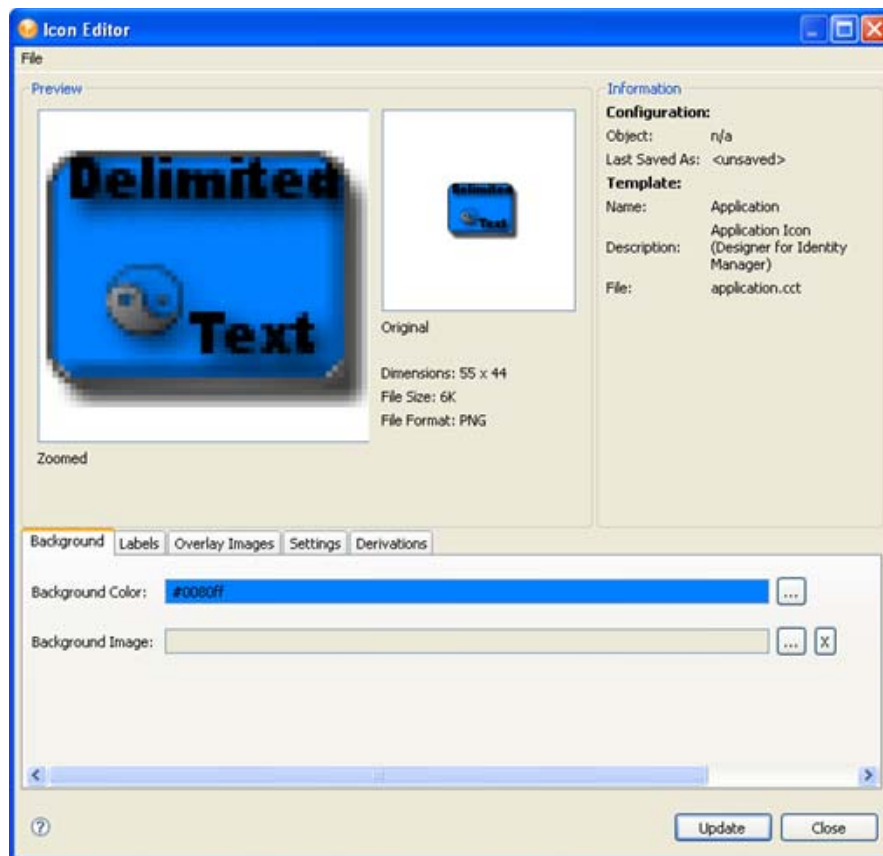 Icon Editor
File
Preview
Delimited
Text
Zoomed
Delimited
Text
Original
Dimensions: 55 x 44
File Size: 6K
File Format: PNG
Information
Configuration:
Object: n/a
Last Saved As: <unsaved>
Template:
Name: Application
Description: Application Icon
(Designer for Identity
Manager)
File: application.cct
Background Labels Overlay Images Settings Derivations
Background Color: #0080ff ...
Background Image: ... X
? Update Close